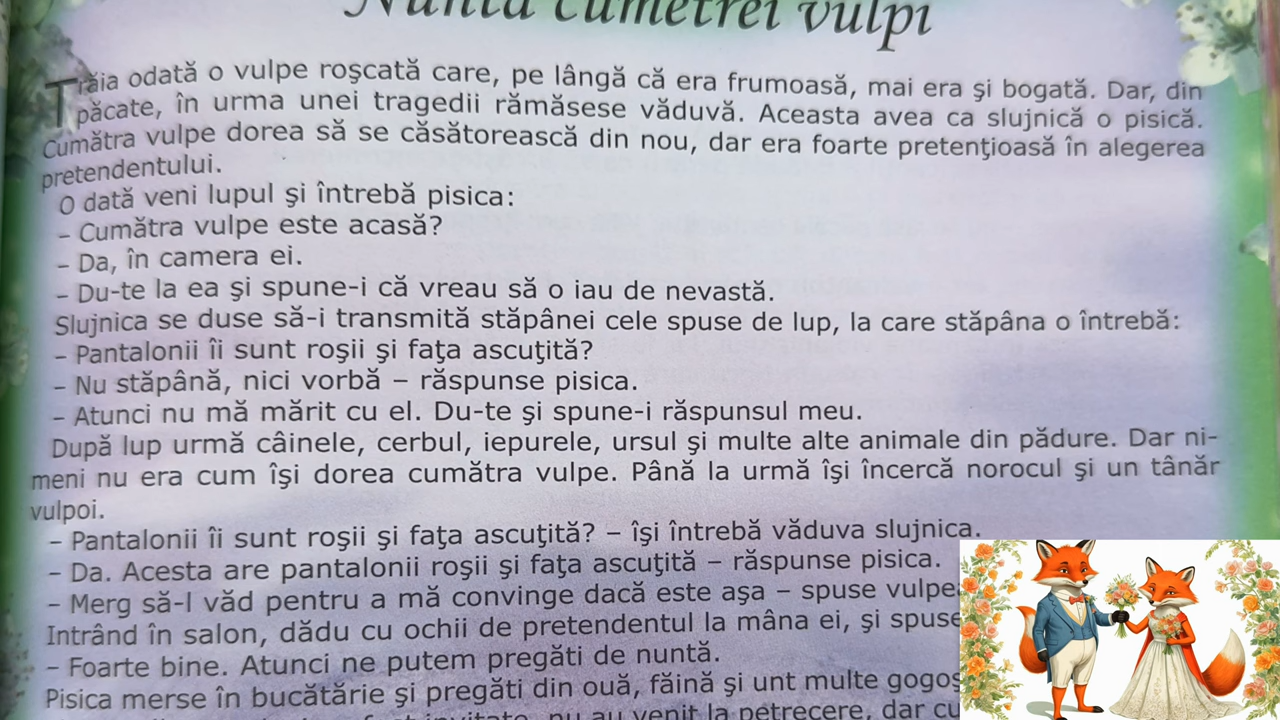 Nunta cumetrei vulpi
Trăia odată o vulpe roşcată care, pe lângă că era frumoasă, mai era şi bogată. Dar, din
păcate, în urma unei tragedii rămăsese văduvă. Aceasta avea ca slujnică o pisică.
Cumătra vulpe dorea să se căsătorească din nou, dar era foarte pretenţioasă în alegerea
pretendentului.
O dată veni lupul şi întrebă pisica:
– Cumătra vulpe este acasă?
– Da, în camera ei.
– Du-te la ea şi spune-i că vreau să o iau de nevastă.
Slujnica se duse să-i transmită stăpânei cele spuse de lup, la care stăpâna o întrebă:
– Pantalonii îi sunt roşii şi faţa ascuţită?
– Nu stăpână, nici vorbă – răspunse pisica.
– Atunci nu mă mărit cu el. Du-te şi spune-i răspunsul meu.
După lup urmă câinele, cerbul, iepurele, ursul şi multe alte animale din pădure. Dar ni-
meni nu era cum îşi dorea cumătra vulpe. Până la urmă îşi încercă norocul şi un tânăr
vulpoi.
– Pantalonii îi sunt roşii şi faţa ascuţită? – îşi întrebă văduva slujnica.
– Da. Acesta are pantalonii roşii şi faţa ascuţită – răspunse pisica.
– Merg să-l văd pentru a mă convinge dacă este aşa – spuse vulpe
Intrând în salon, dădu cu ochii de pretendentul la mâna ei, şi spuse
– Foarte bine. Atunci ne putem pregăti de nuntă.
Pisica merse în bucătărie şi pregăti din ouă, făină şi unt multe gogoş
invitate, nu au venit la petrecere, dar cu